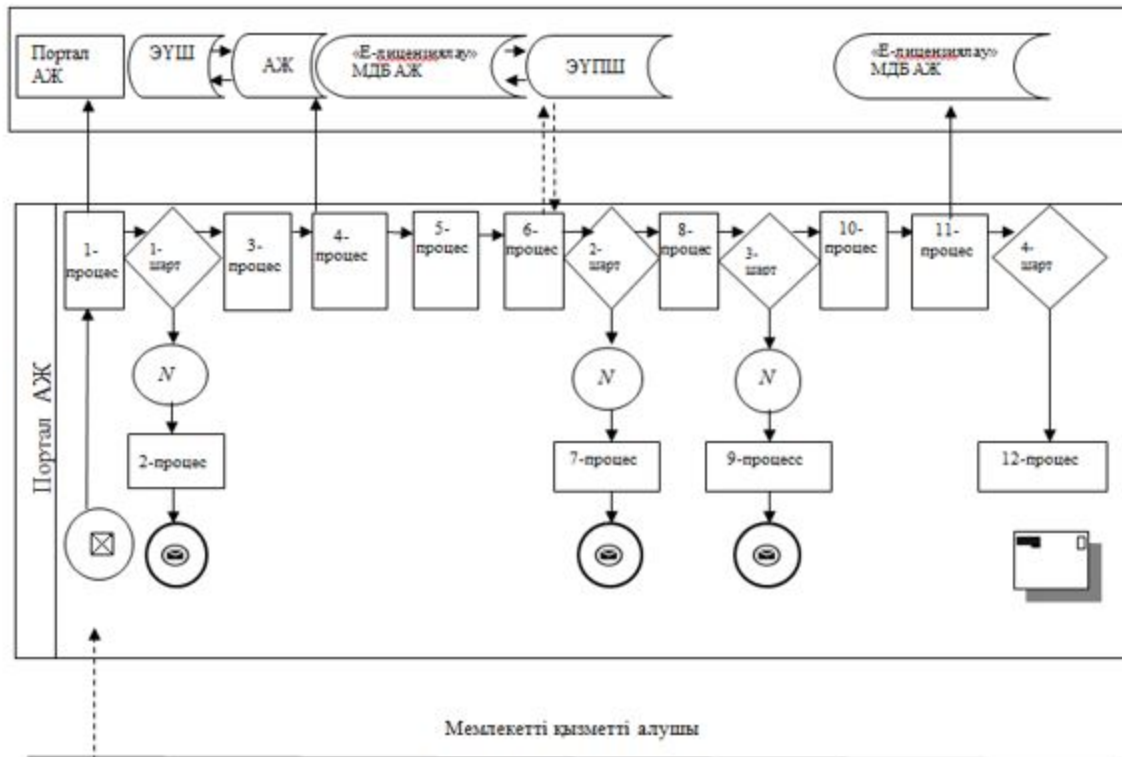 Портал
АЖ
ЭҮШ
АЖ
«Е-лицензиялау»
МДБ АЖ
ЭҮПШ
«Е-лицензиялау»
МДБ АЖ
Портал АЖ
1-
процес
1-
шарт
3-
процес
4-
процес
5-
процес
6-
процес
2-
шарт
8-
процес
3-
шарт
10-
процес
11-
процес
4-
шарт
N
N
N
2-процес
7-процес
9-процесс
12-процес
Мемлекетті қызметті алушы